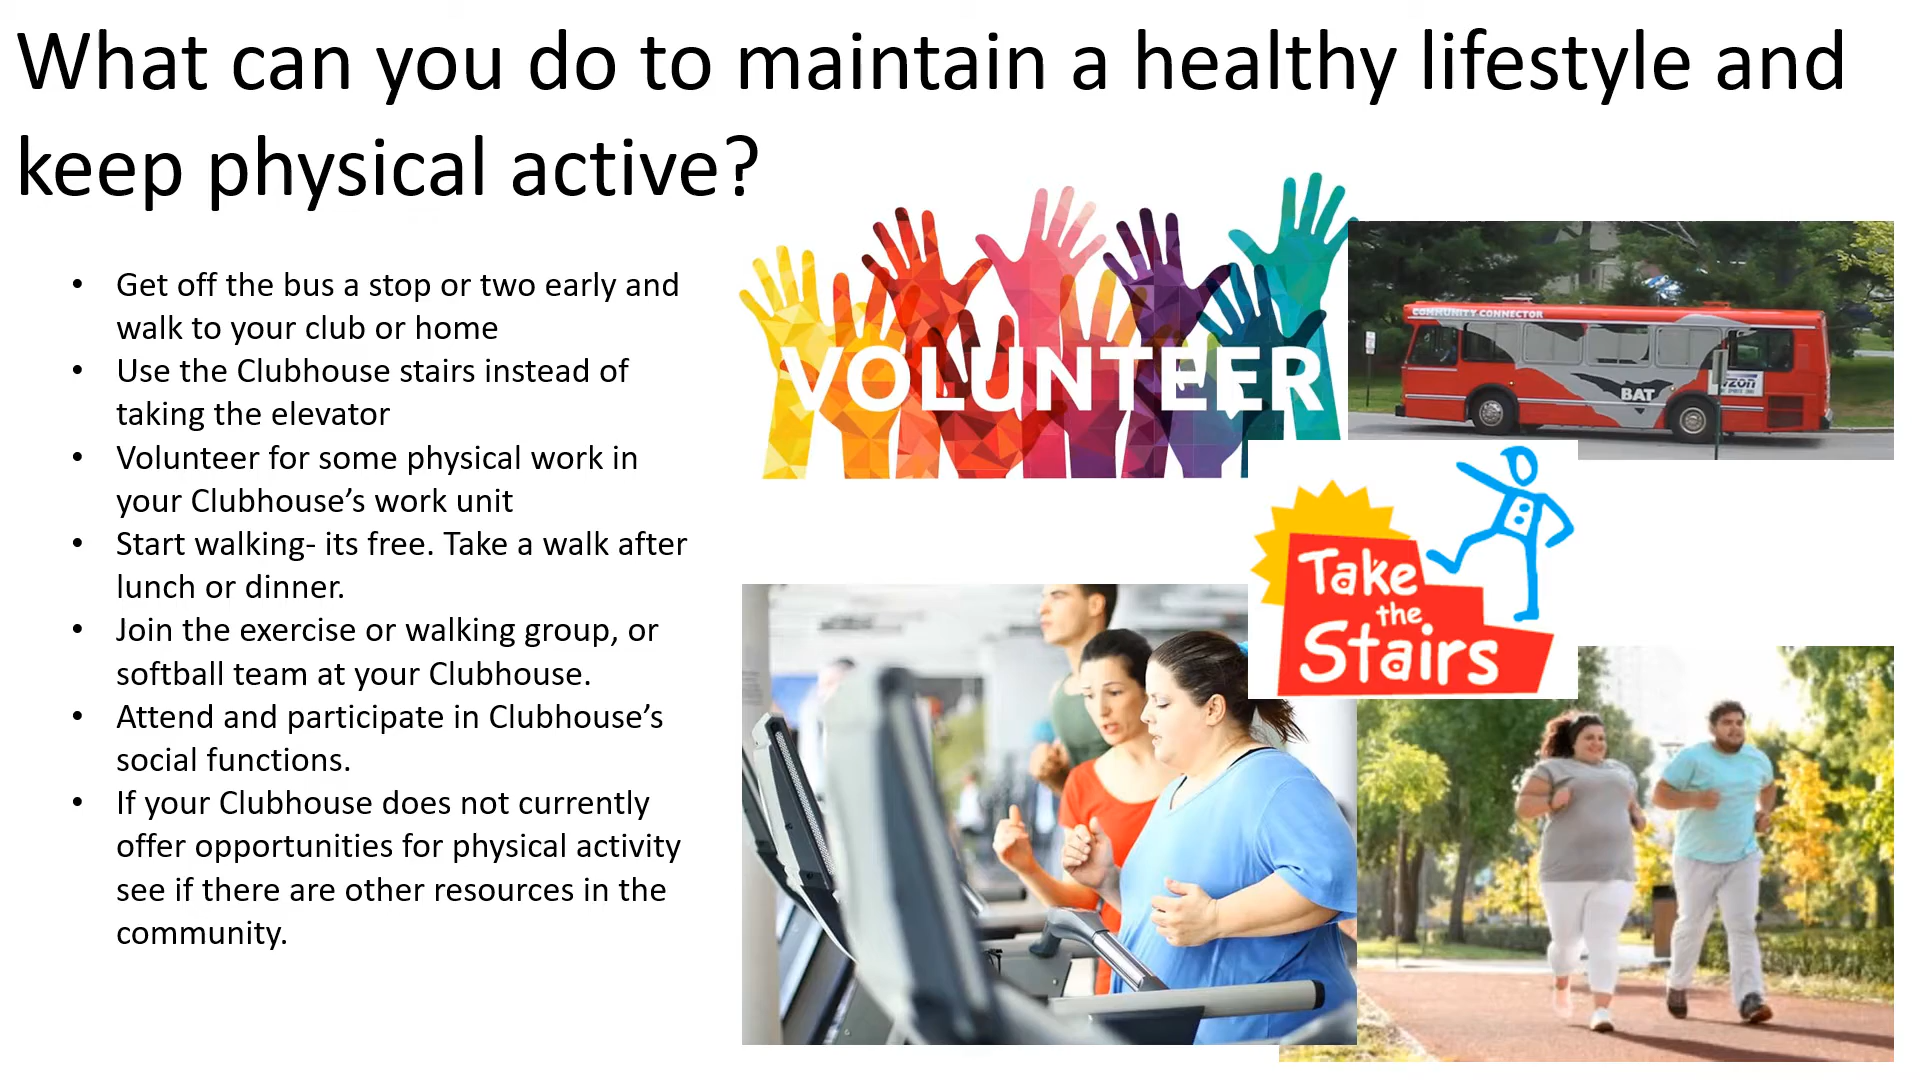 What can you do to maintain a healthy lifestyle and
keep physical active?
• Get off the bus a stop or two early and
walk to your club or home
• Use the Clubhouse stairs instead of
taking the elevator
• Volunteer for some physical work in
your Clubhouse’s work unit
• Start walking- its free. Take a walk after
lunch or dinner.
• Join the exercise or walking group, or
softball team at your Clubhouse.
• Attend and participate in Clubhouse’s
social functions.
• If your Clubhouse does not currently
offer opportunities for physical activity
see if there are other resources in the
community.
VOLUNTEER
COMMUNITY CONNECTOR
BAT
Take
the
Stairs